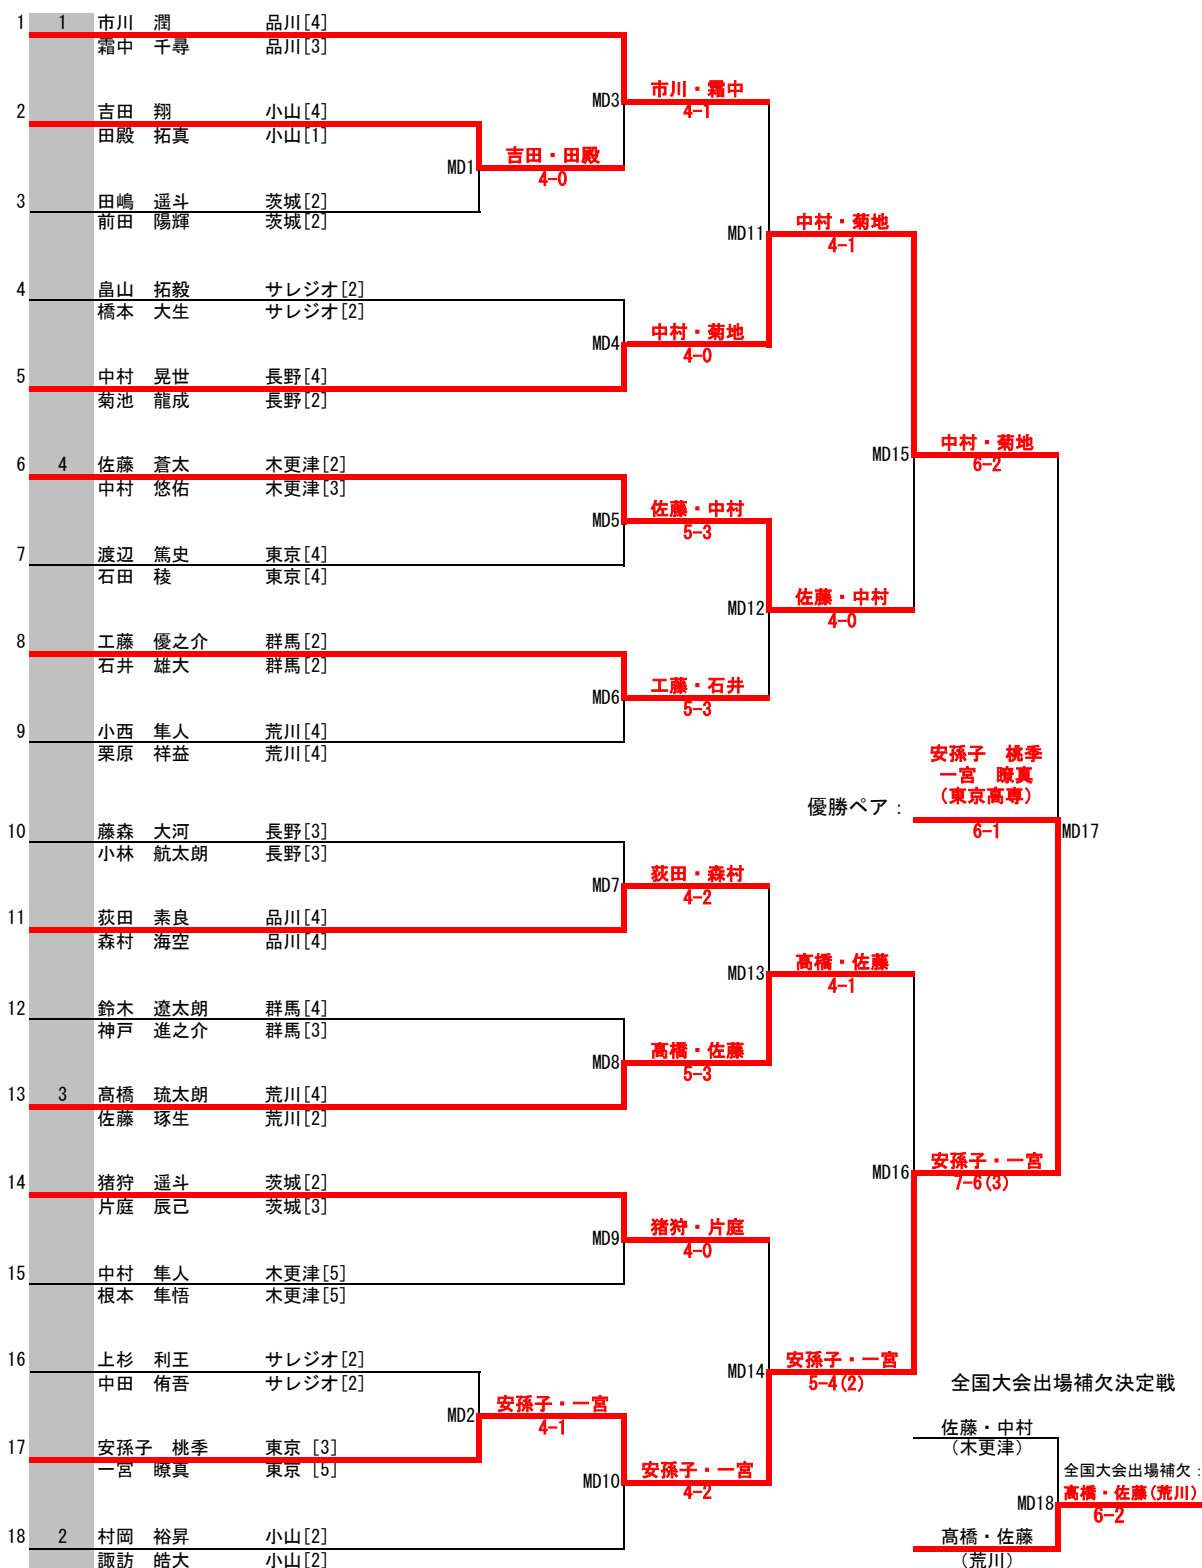 1 1 市川 潤 品川[4]
霜中 千尋 品川[3]
MD3 市川・霜中
4-1
2 吉田 翔 小山[4]
田殿 拓真 小山[1]
MD1 吉田・田殿
4-0
3 田嶋 遥斗 茨城[2]
前田 陽輝 茨城[2]
MD11 中村・菊地
4-1
4 畠山 拓毅 サレジオ[2]
橋本 大生 サレジオ[2]
MD4 中村・菊地
4-0
5 中村 晃世 長野[4]
菊池 龍成 長野[2]
MD15 中村・菊地
6-2
6 4 佐藤 蒼太 木更津[2]
中村 悠佑 木更津[3]
MD5 佐藤・中村
5-3
7 渡辺 篤史 東京[4]
石田 稜 東京[4]
MD12 佐藤・中村
4-0
8 工藤 優之介 群馬[2]
石井 雄大 群馬[2]
MD6 工藤・石井
5-3
9 小西 隼人 荒川[4]
栗原 祥益 荒川[4]
安孫子 桃季
一宮 瞭真
(東京高専)
優勝ペア：
6-1 MD17
10 藤森 大河 長野[3]
小林 航太朗 長野[3]
MD7 荻田・森村
4-2
11 荻田 素良 品川[4]
森村 海空 品川[4]
MD13 髙橋・佐藤
4-1
12 鈴木 遼太朗 群馬[4]
神戸 進之介 群馬[3]
MD8 髙橋・佐藤
5-3
13 3 髙橋 琉太朗 荒川[4]
佐藤 琢生 荒川[2]
MD16 安孫子・一宮
7-6(3)
14 猪狩 遥斗 茨城[2]
片庭 辰己 茨城[3]
MD9 猪狩・片庭
4-0
15 中村 隼人 木更津[5]
根本 隼悟 木更津[5]
16 上杉 利王 サレジオ[2]
中田 侑吾 サレジオ[2]
MD14 安孫子・一宮
5-4(2)
MD2 安孫子・一宮
4-1
17 安孫子 桃季 東京 [3]
一宮 瞭真 東京 [5]
MD10 安孫子・一宮
4-2
18 2 村岡 裕昇 小山[2]
諏訪 皓大 小山[2]
全国大会出場補欠決定戦
佐藤・中村
(木更津)
全国大会出場補欠：
MD18 髙橋・佐藤(荒川)
6-2
髙橋・佐藤
(荒川)